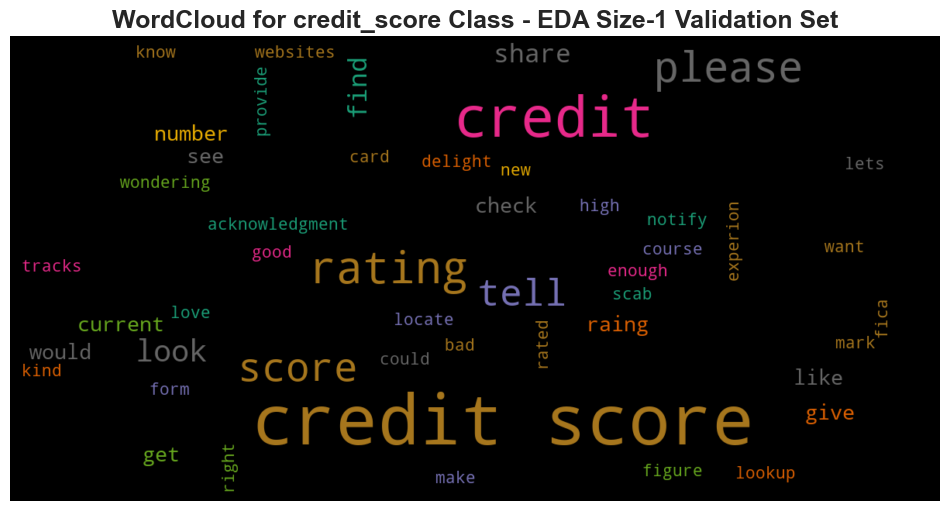 WordCloud for credit_score Class - EDA Size-1 Validation Set
know
websites
share
please
provide
find
credit
number
see
card
delight
new
lets
wondering
check
high
notify
experion
acknowledgment
good
course
want
tracks
rating
tell
enough
scab
current
love
locate
raing
fica
would
look
could
bad
rated
mark
kind
score
like
form
credit score
give
get
right
make
figure
lookup